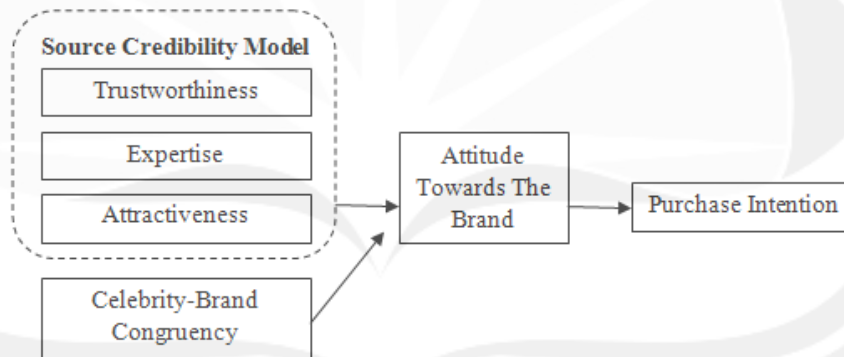 Source Credibility Model
Trustworthiness
Expertise
Attractiveness
Celebrity-Brand
Congruency
Attitude
Towards The
Brand
Purchase Intention